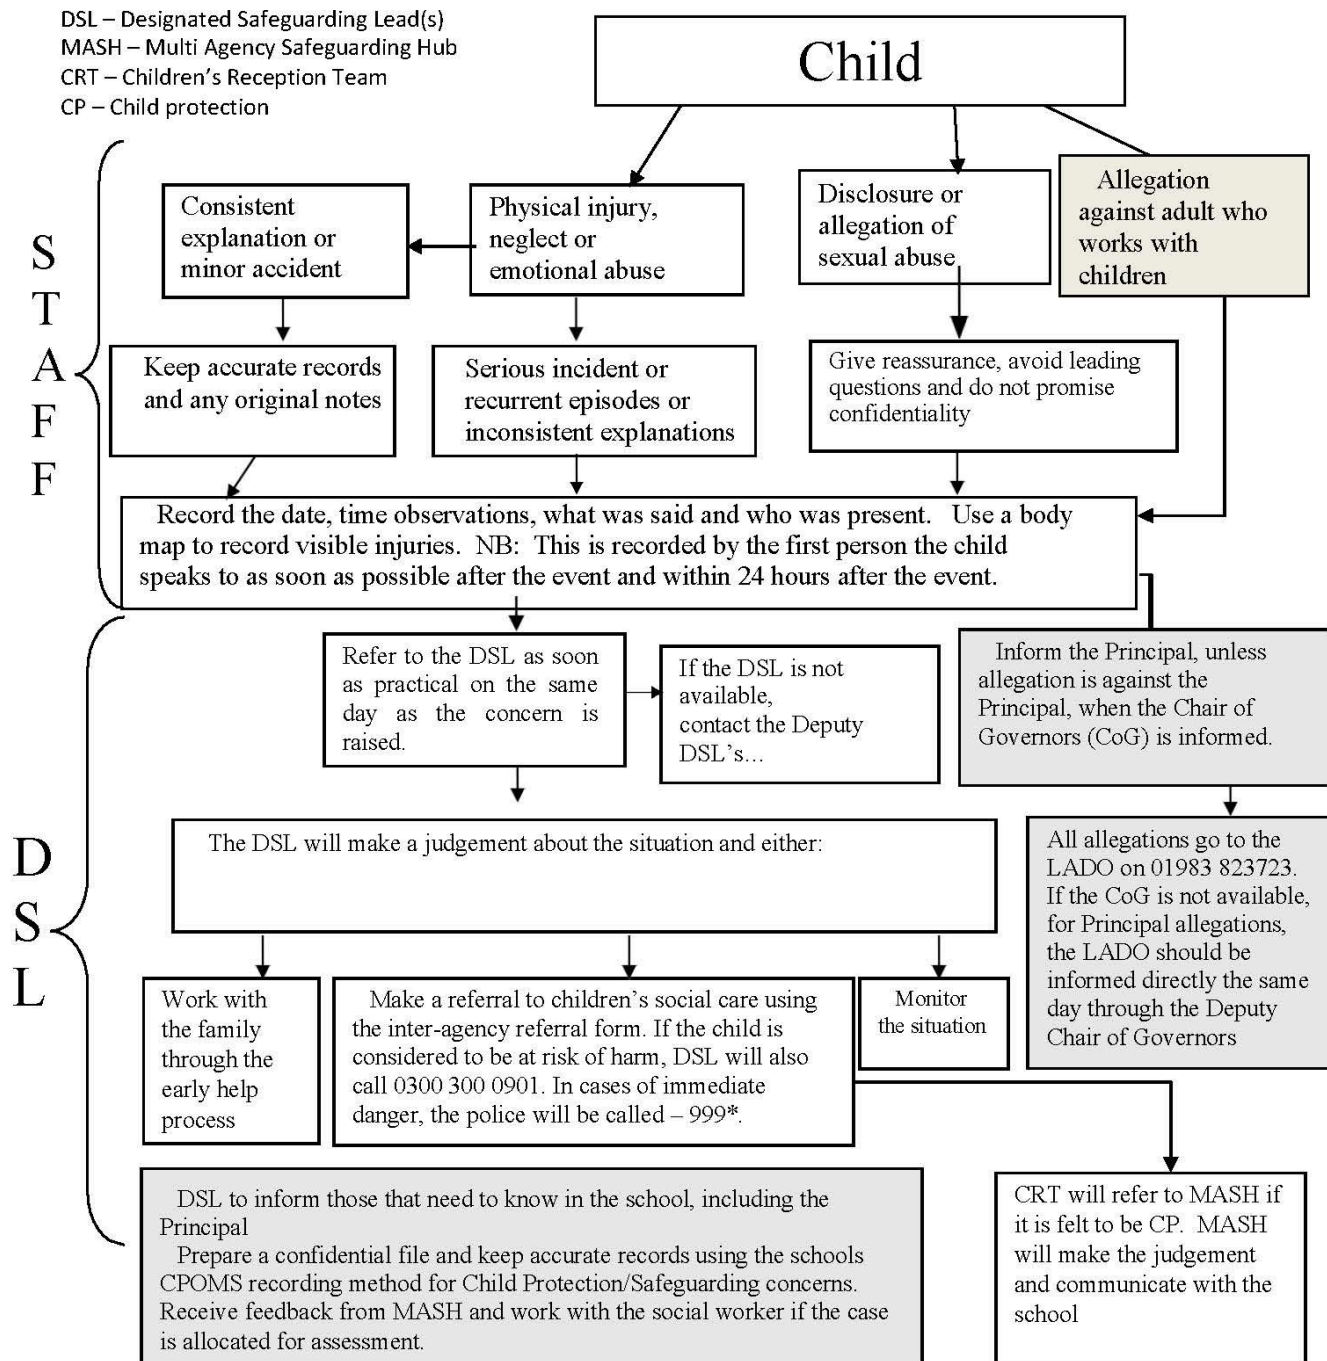 DSL – Designated Safeguarding Lead(s)
MASH – Multi Agency Safeguarding Hub
CRT – Children's Reception Team
CP – Child protection
Child
S
T
A
F
F
Consistent
explanation or
minor accident
Physical injury,
neglect or
emotional abuse
Disclosure or
allegation of
sexual abuse
Allegation
against adult who
works with
children
Keep accurate records
and any original notes
Serious incident or
recurrent episodes or
inconsistent explanations
Give reassurance, avoid leading
questions and do not promise
confidentiality
Record the date, time observations, what was said and who was present. Use a body
map to record visible injuries. NB: This is recorded by the first person the child
speaks to as soon as possible after the event and within 24 hours after the event.
D
S
L
Refer to the DSL as soon
as practical on the same
day as the concern is
raised.
If the DSL is not
available,
contact the Deputy
DSL's…
Inform the Principal, unless
allegation is against the
Principal, when the Chair of
Governors (CoG) is informed.
The DSL will make a judgement about the situation and either:
All allegations go to the
LADO on 01983 823723.
If the CoG is not available,
for Principal allegations,
the LADO should be
informed directly the same
day through the Deputy
Chair of Governors
Work with
the family
through the
early help
process
Make a referral to children's social care using
the inter-agency referral form. If the child is
considered to be at risk of harm, DSL will also
call 0300 300 0901. In cases of immediate
danger, the police will be called – 999*.
Monitor
the situation
DSL to inform those that need to know in the school, including the
Principal
Prepare a confidential file and keep accurate records using the schools
CPOMS recording method for Child Protection/Safeguarding concerns.
Receive feedback from MASH and work with the social worker if the case
is allocated for assessment.
CRT will refer to MASH if
it is felt to be CP. MASH
will make the judgement
and communicate with the
school